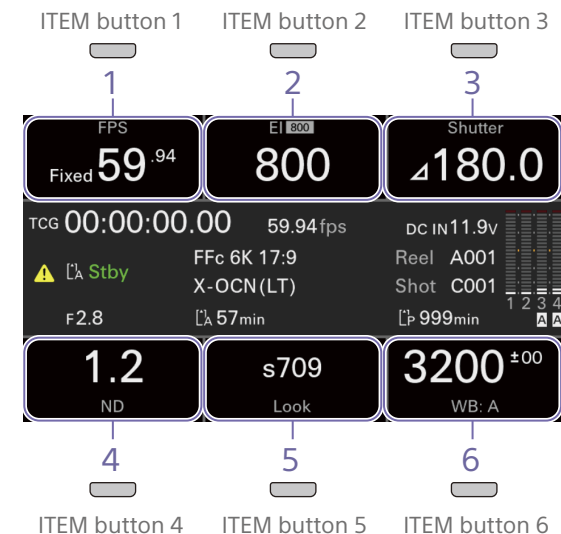 ITEM button 1 ITEM button 2 ITEM button 3
1 2 3
FPS EI 800 Shutter
Fixed 59 .94 800 ⊿180.0
TCG 00:00:00.00 59.94 fps DC IN 11.9V
A Stby FFc 6K 17:9 Reel A001
X-OCN(LT) Shot C001
F2.8 A 57min P 999min 1 2 3 4
A A
1.2 s709 3200 ±00
ND Look WB: A
4 5 6
ITEM button 4 ITEM button 5 ITEM button 6